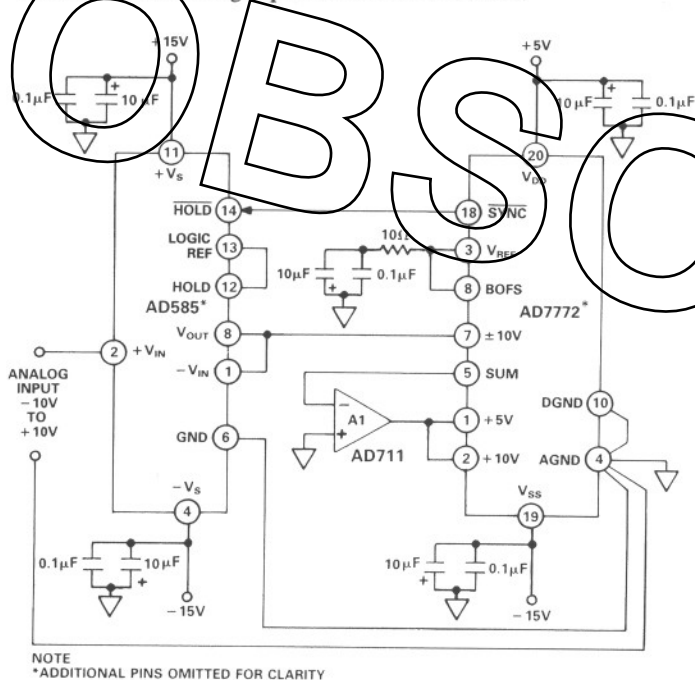 OBSO
+15V
+5V
0.1μF
10μF
10μF
0.1μF
11
+VS
20
VDD
HOLD
14
18
SYNC
LOGIC
REF
13
10Ω
3
VREF
10μF
0.1μF
HOLD
12
8
BOFS
AD585*
AD7772*
VOUT
8
7
±10V
2
+VIN
-VIN
1
5
SUM
ANALOG
INPUT
-10V
TO
+10V
DGND
10
A1
1
+5V
AD711
GND
6
2
+10V
AGND
4
-VS
4
VSS
19
0.1μF
10μF
10μF
0.1μF
-15V
-15V
NOTE
*ADDITIONAL PINS OMITTED FOR CLARITY